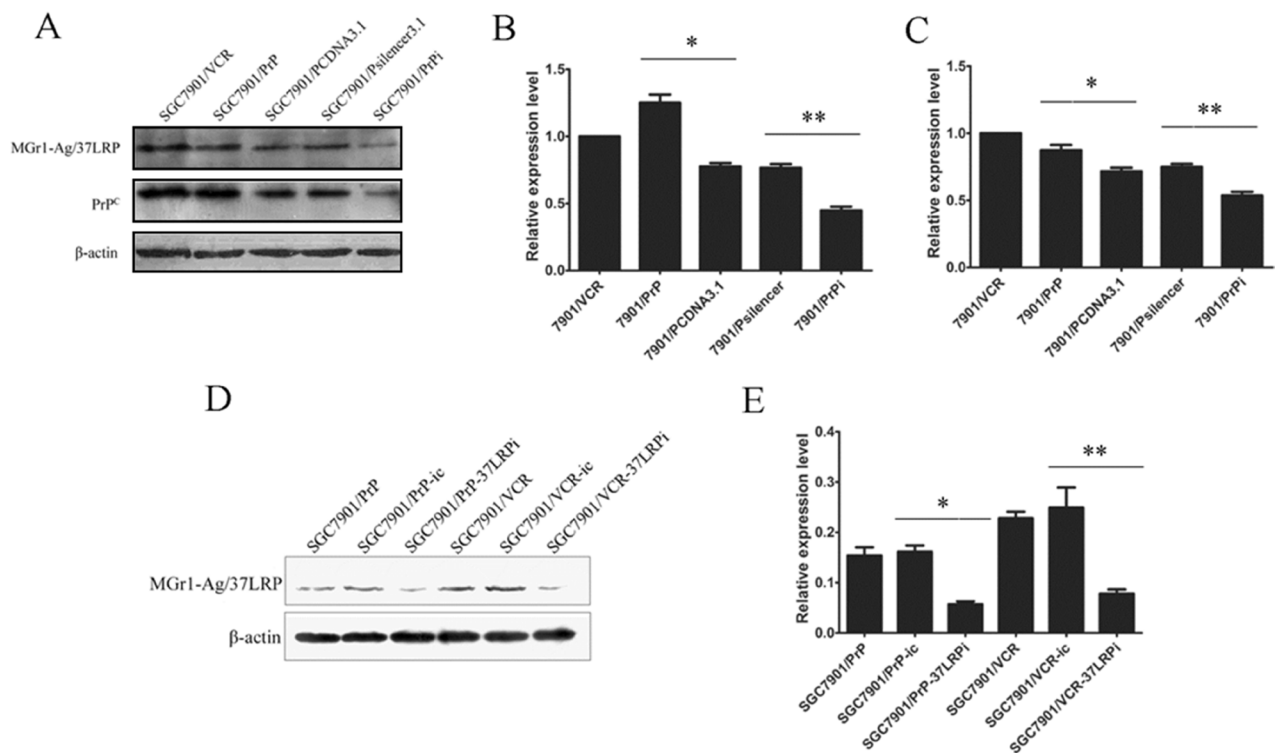 A
SGC7901/VCR
SGC7901/PrP
SGC7901/PCDNA3.1
SGC7901/Psilencer3.1
SGC7901/PrPi
MGr1-Ag/37LRP
PrPᶜ
β-actin
B
Relative expression level
1.5
1.0
0.5
0.0
*
**
7901/VCR
7901/PrP
7901/PCDNA3.1
7901/Psilencer
7901/PrPi
C
Relative expression level
1.5
1.0
0.5
0.0
*
**
7901/VCR
7901/PrP
7901/PCDNA3.1
7901/Psilencer
7901/PrPi
D
SGC7901/PrP
SGC7901/PrP-ic
SGC7901/PrP-37LRPi
SGC7901/VCR
SGC7901/VCR-ic
SGC7901/VCR-37LRPi
MGr1-Ag/37LRP
β-actin
E
Relative expression level
0.4
0.3
0.2
0.1
0.0
*
**
SGC7901/PrP
SGC7901/PrP-ic
SGC7901/PrP-37LRPi
SGC7901/VCR
SGC7901/VCR-ic
SGC7901/VCR-37LRPi